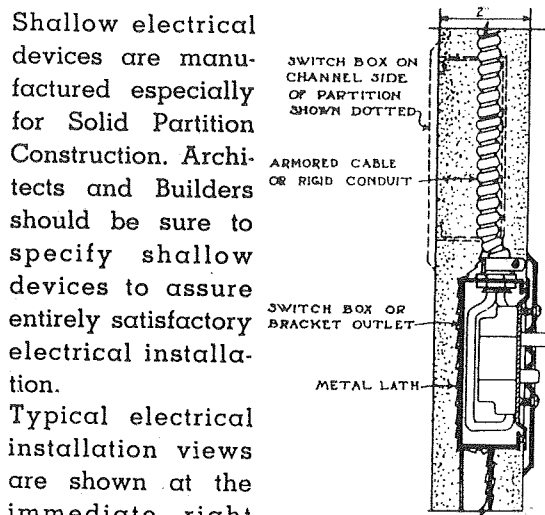 Shallow electrical
devices are manu-
factured especially
for Solid Partition
Construction. Archi-
tects and Builders
should be sure to
specify shallow
devices to assure
entirely satisfactory
electrical installa-
tion.
Typical electrical
installation views
are shown at the
immediate right
2"
SWITCH BOX ON
CHANNEL SIDE
OF PARTITION
SHOWN DOTTED
ARMORED CABLE
OR RIGID CONDUIT
SWITCH BOX OR
BRACKET OUTLET
METAL LATH